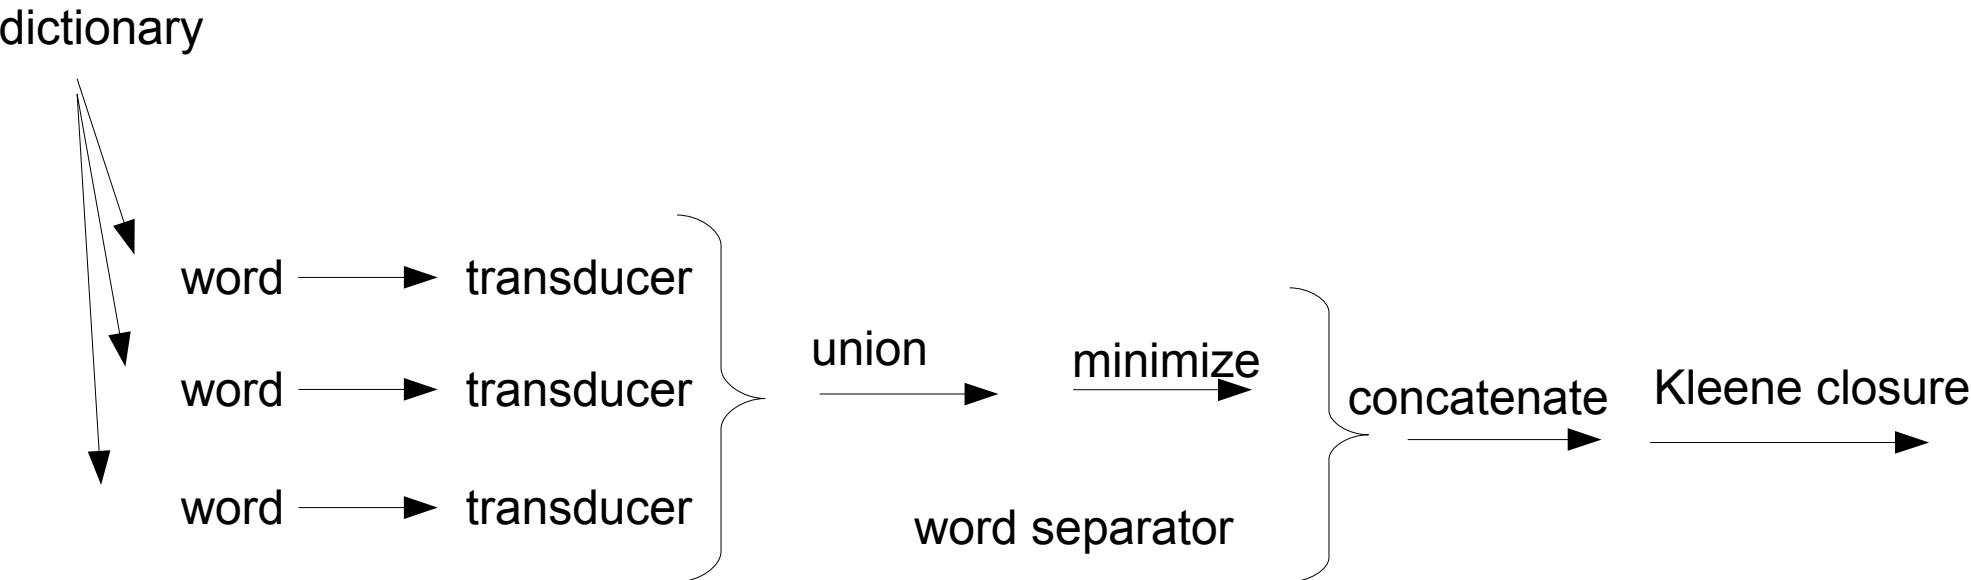 dictionary
word transducer
word transducer
word transducer
union
minimize
word separator
concatenate
Kleene closure